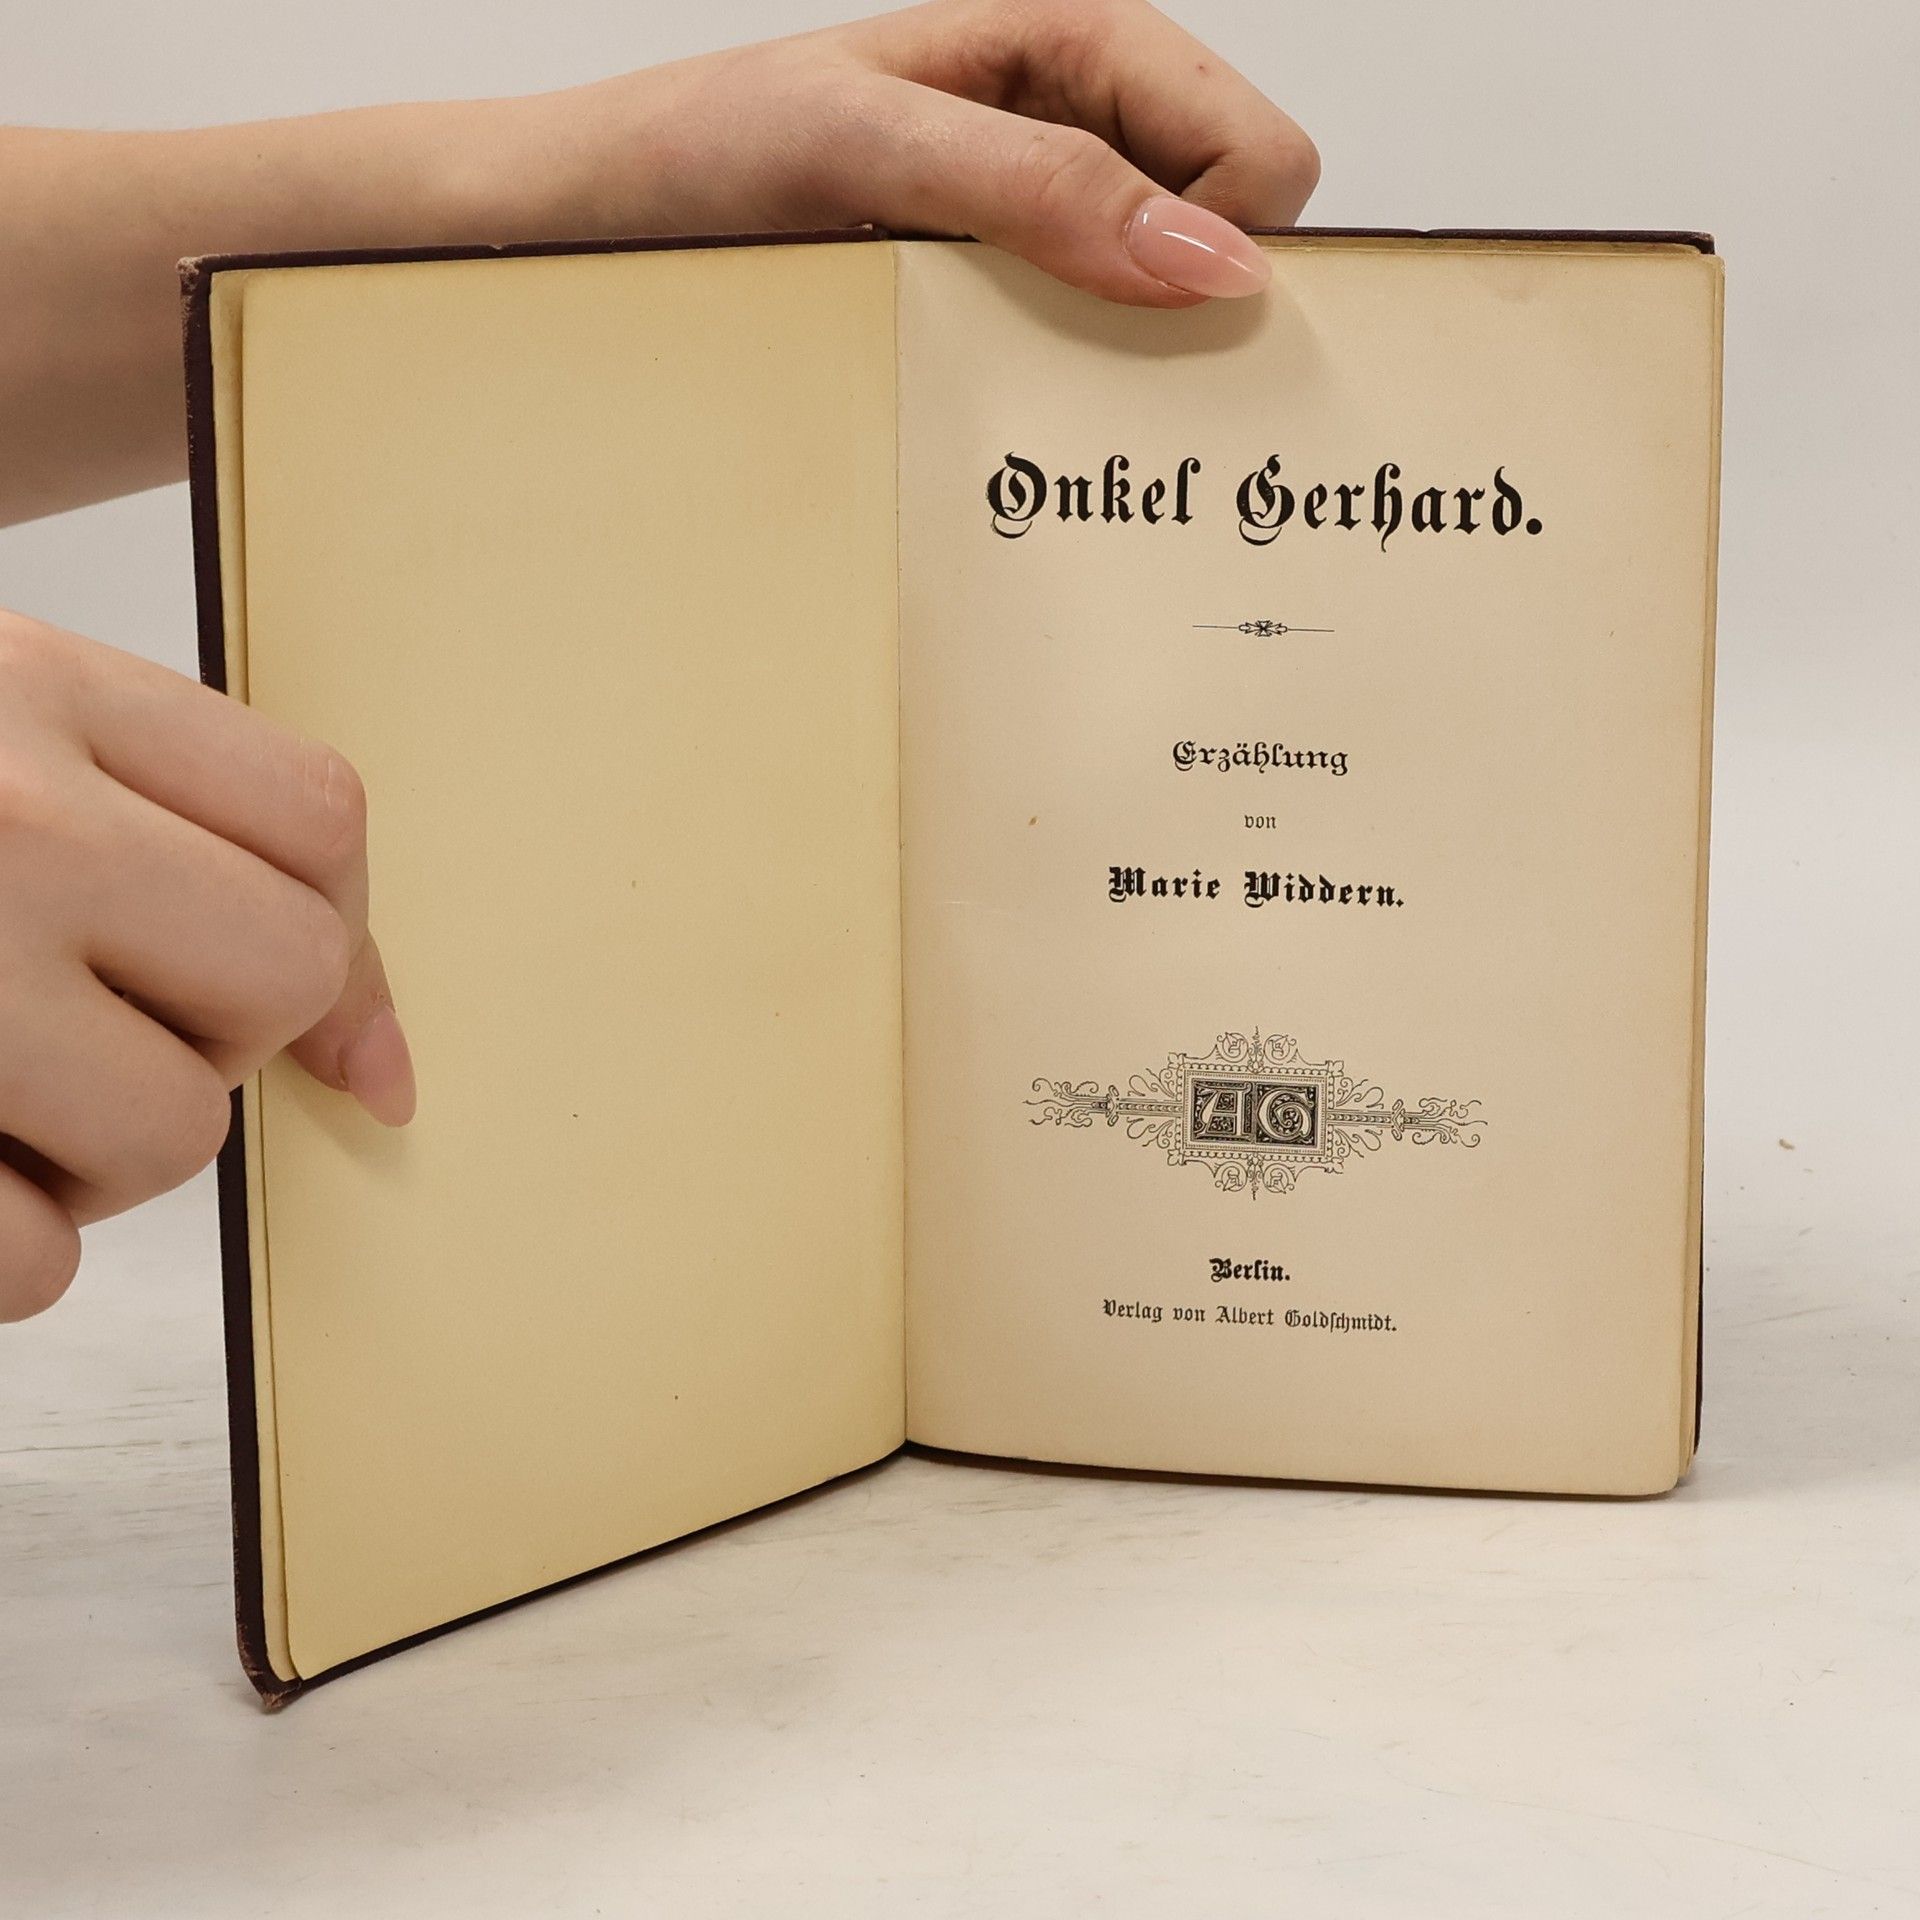 Onkel Gerhard.
Erzählung
von
Marie Widdern.
AG
Berlin.
Verlag von Albert Goldschmidt.